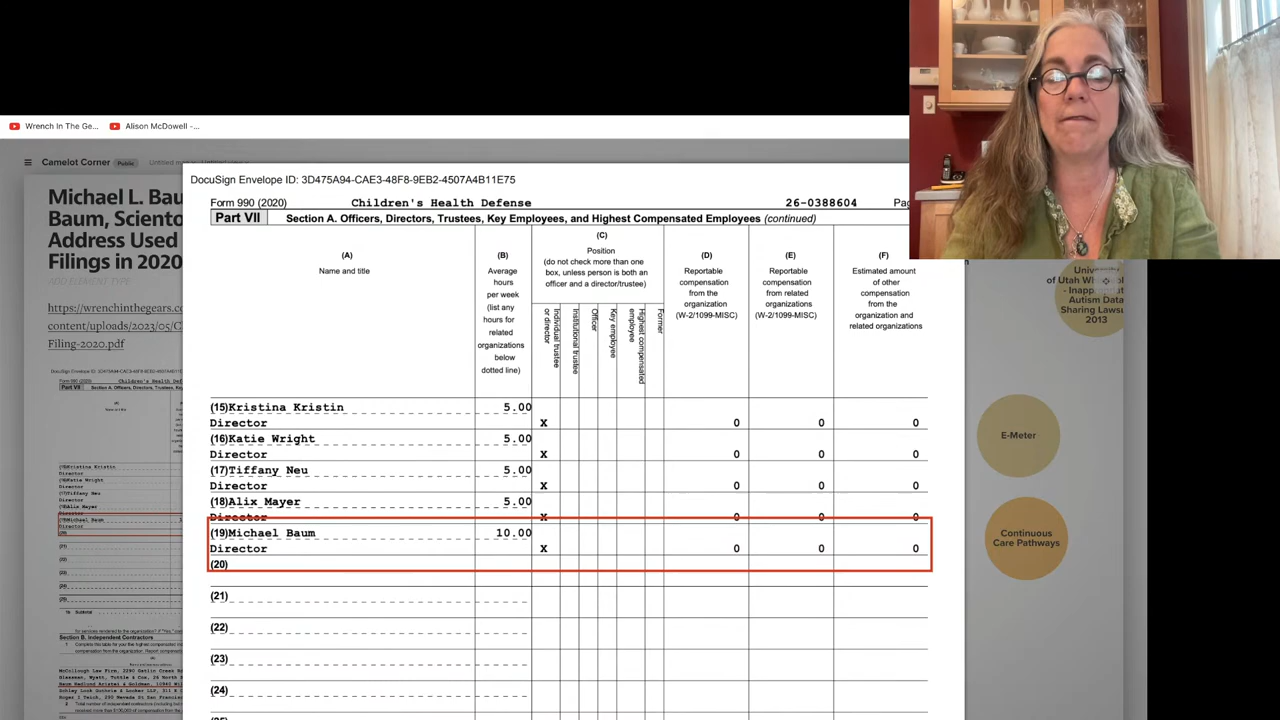 Wrench In The Ge...
Alison McDowell -...
Camelot Corner
Public
Michael L. Bau
Baum, Sciento
Address Used
Filings in 2020
ADD ELEMENT TYPE
https://wrenchinthegears.co
content/uploads/2023/05/C
Filing-2020.pdf
DocuSign Envelope ID: 3D475A94-CAE3-48F8-9EB2-4507A4B11E75
Form 990 (2020)
Children's Health Defense
26-0388604
Part VII
Section A. Officers, Directors, Trustees, Key Employees, and Highest Compensated Employees (continued)
(A)
Name and title
(B)
Average
hours
per week
(list any
hours for
related
organizations
below
dotted line)
(C)
Position
(do not check more than one
box, unless person is both an
officer and a director/trustee)
Individual trustee
or director
Institutional trustee
Officer
Key employee
Highest compensated
employee
Former
(D)
Reportable
compensation
from the
organization
(W-2/1099-MISC)
(E)
Reportable
compensation
from related
organizations
(W-2/1099-MISC)
(F)
Estimated amount
of other
compensation
from the
organization and
related organizations
(15)Kristina Kristin 5.00
Director X 0 0 0
(16)Katie Wright 5.00
Director X 0 0 0
(17)Tiffany Neu 5.00
Director X 0 0 0
(18)Alix Mayer 5.00
Director X 0 0 0
(19)Michael Baum 10.00
Director X 0 0 0
(20)
(21)
(22)
(23)
(24)
University
of Utah
Autism Data
Sharing
2013
E-Meter
Continuous
Care Pathways